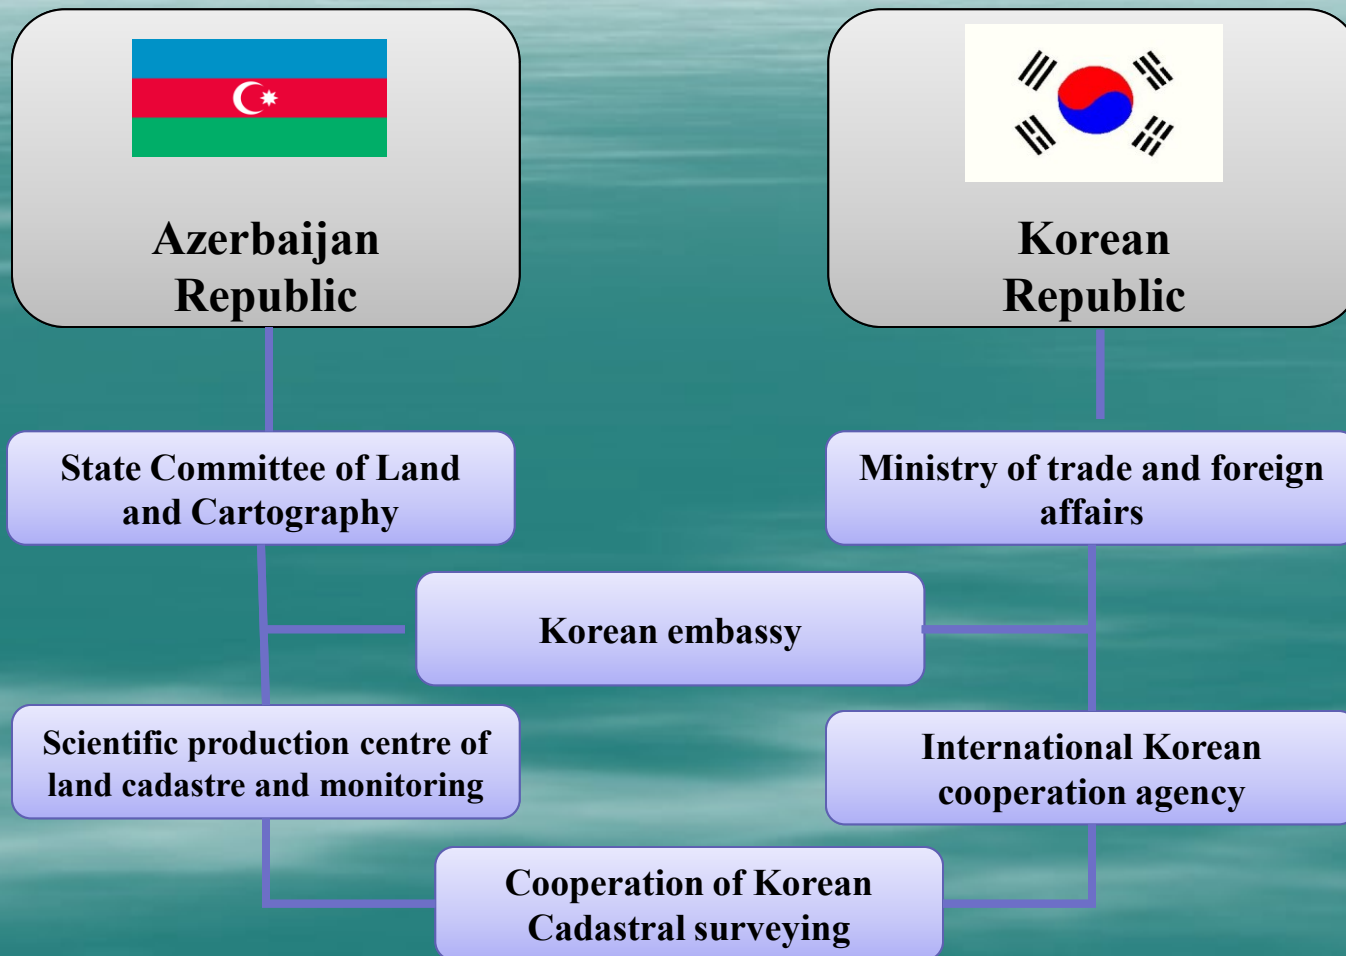 Azerbaijan
Republic
Korean
Republic
State Committee of Land
and Cartography
Ministry of trade and foreign
affairs
Korean embassy
Scientific production centre of
land cadastre and monitoring
International Korean
cooperation agency
Cooperation of Korean
Cadastral surveying